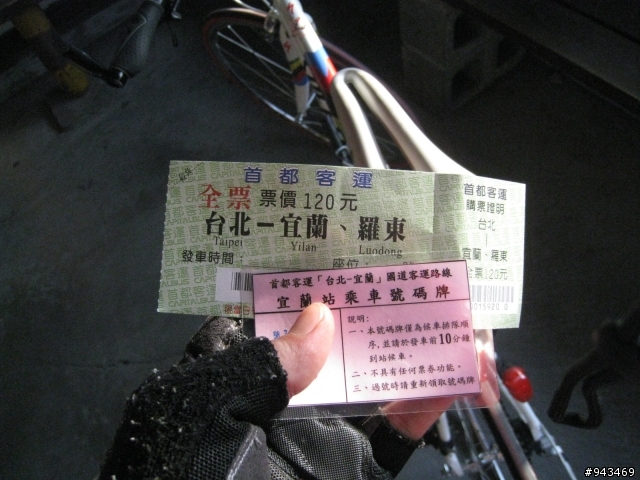 首都客運
全票 票價120元
台北－宜蘭、羅東
Taipei Yilan Luodong
發車時間：
座位：
首都客運
購票證明
台北
宜蘭、羅東
全票120元
首都客運「台北-宜蘭」國道客運路線
宜蘭站乘車號碼牌
說明：
一、本號碼牌僅為候車排隊順
序,並請於發車前10分鐘
到站候車。
二、不具有任何票券功能。
三、過號時請重新領取號碼牌
#943469